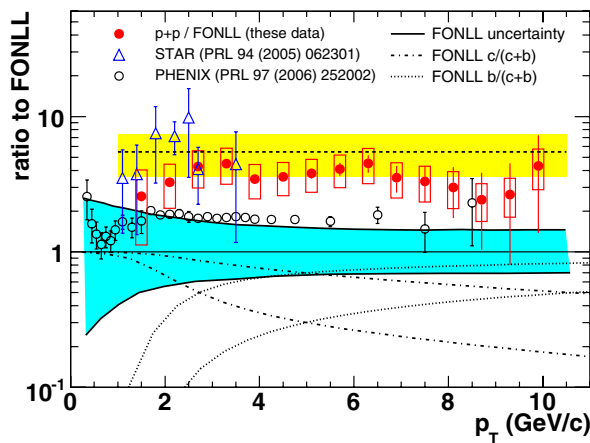 p+p / FONLL (these data)
STAR (PRL 94 (2005) 062301)
PHENIX (PRL 97 (2006) 252002)
FONLL uncertainty
FONLL c/(c+b)
FONLL b/(c+b)
ratio to FONLL
10
1
10⁻¹
0 2 4 6 8 10
p_T (GeV/c)